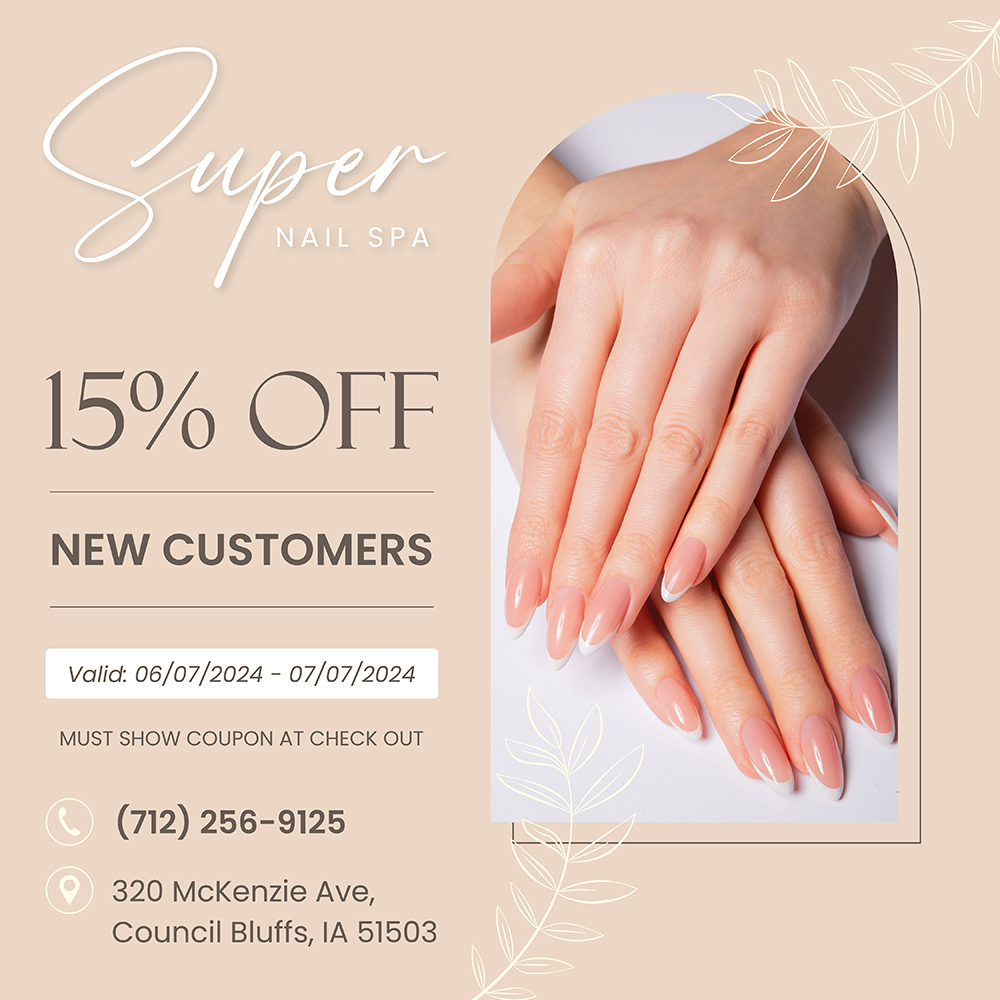 Super
NAIL SPA
15% OFF
NEW CUSTOMERS
Valid: 06/07/2024 - 07/07/2024
MUST SHOW COUPON AT CHECK OUT
(712) 256-9125
320 McKenzie Ave,
Council Bluffs, IA 51503